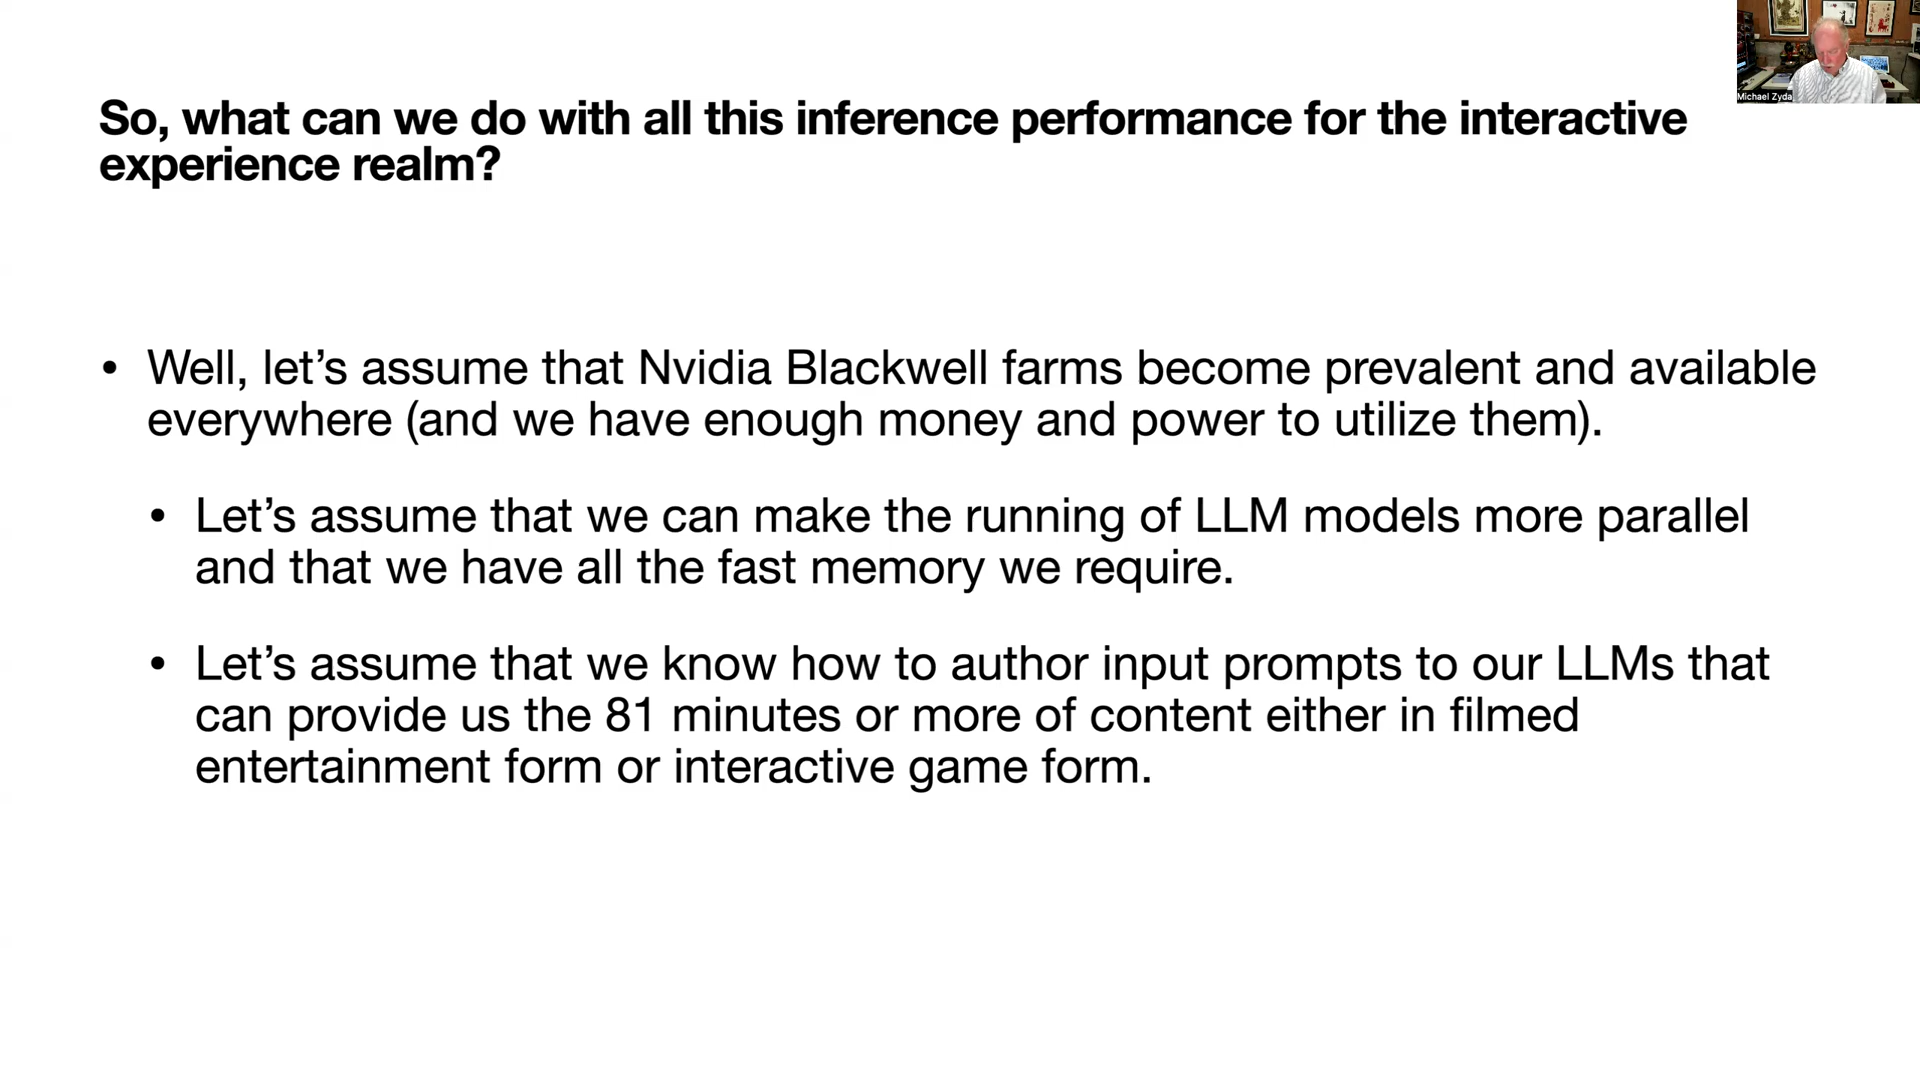 So, what can we do with all this inference performance for the interactive
experience realm?
• Well, let’s assume that Nvidia Blackwell farms become prevalent and available
everywhere (and we have enough money and power to utilize them).
• Let’s assume that we can make the running of LLM models more parallel
and that we have all the fast memory we require.
• Let’s assume that we know how to author input prompts to our LLMs that
can provide us the 81 minutes or more of content either in filmed
entertainment form or interactive game form.
Michael Zyda